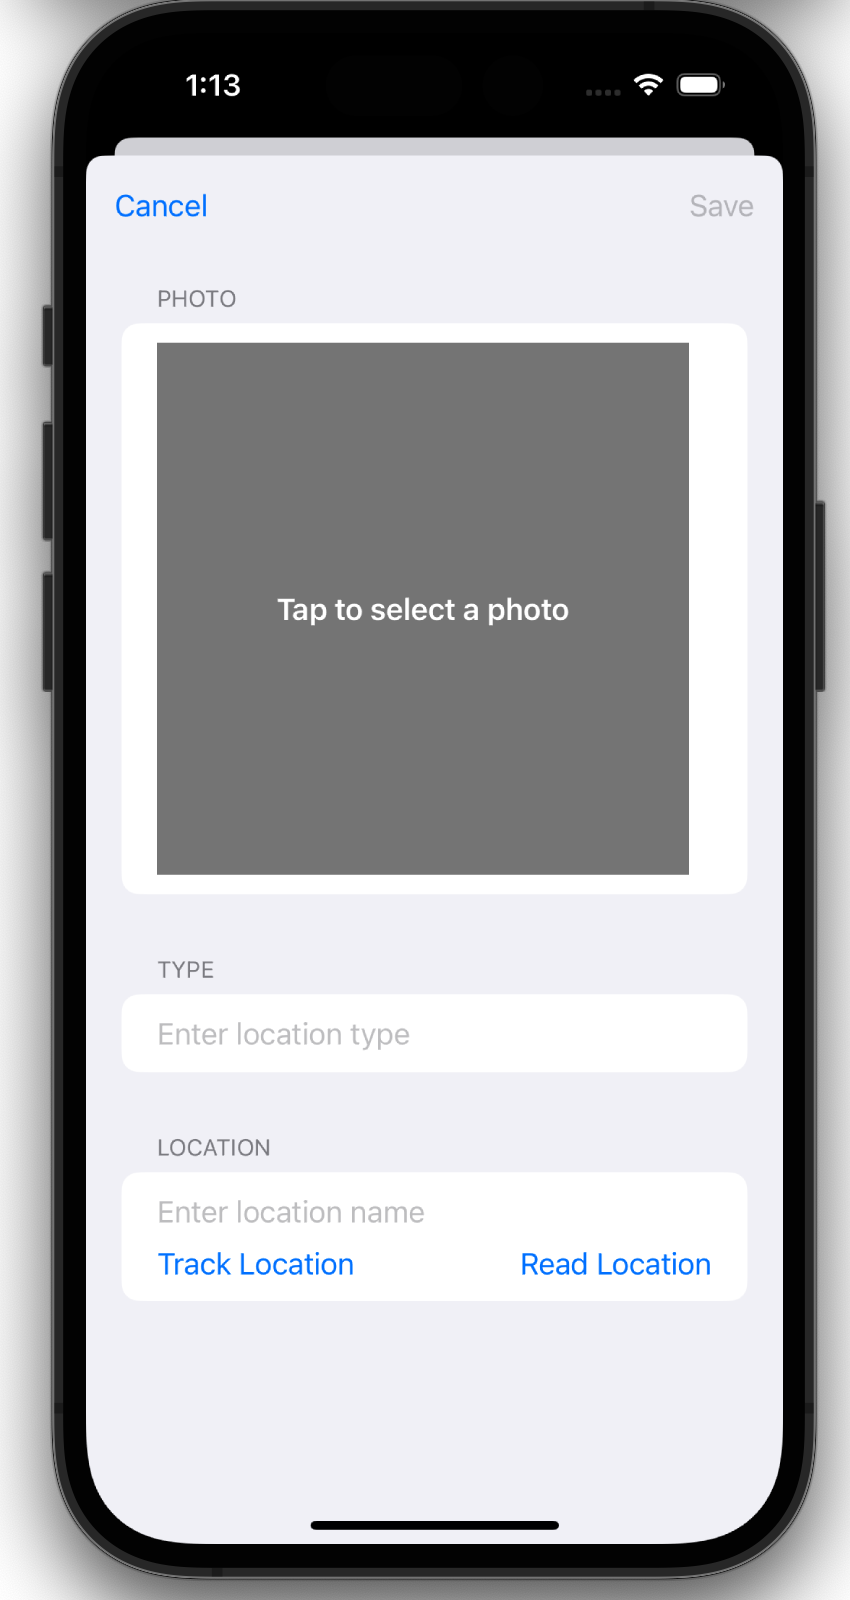 1:13
Cancel Save
PHOTO
Tap to select a photo
TYPE
Enter location type
LOCATION
Enter location name
Track Location Read Location